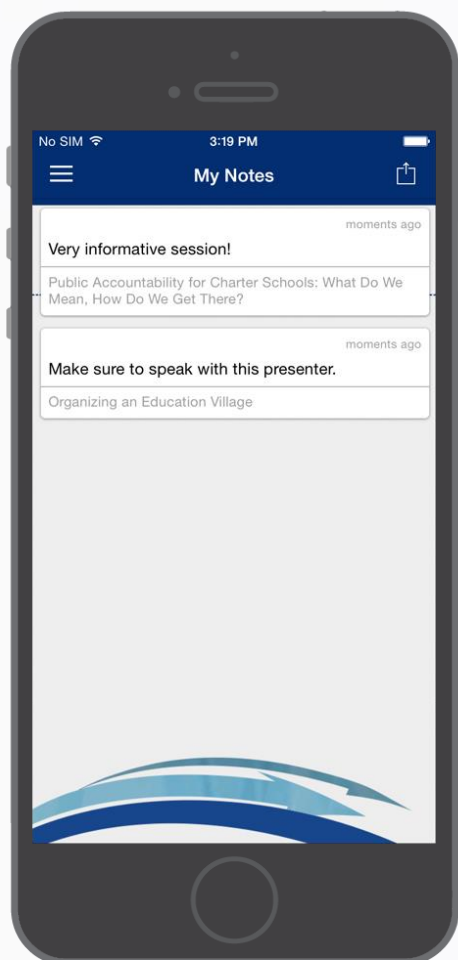 No SIM 3:19 PM
My Notes
moments ago
Very informative session!
Public Accountability for Charter Schools: What Do We
Mean, How Do We Get There?
moments ago
Make sure to speak with this presenter.
Organizing an Education Village